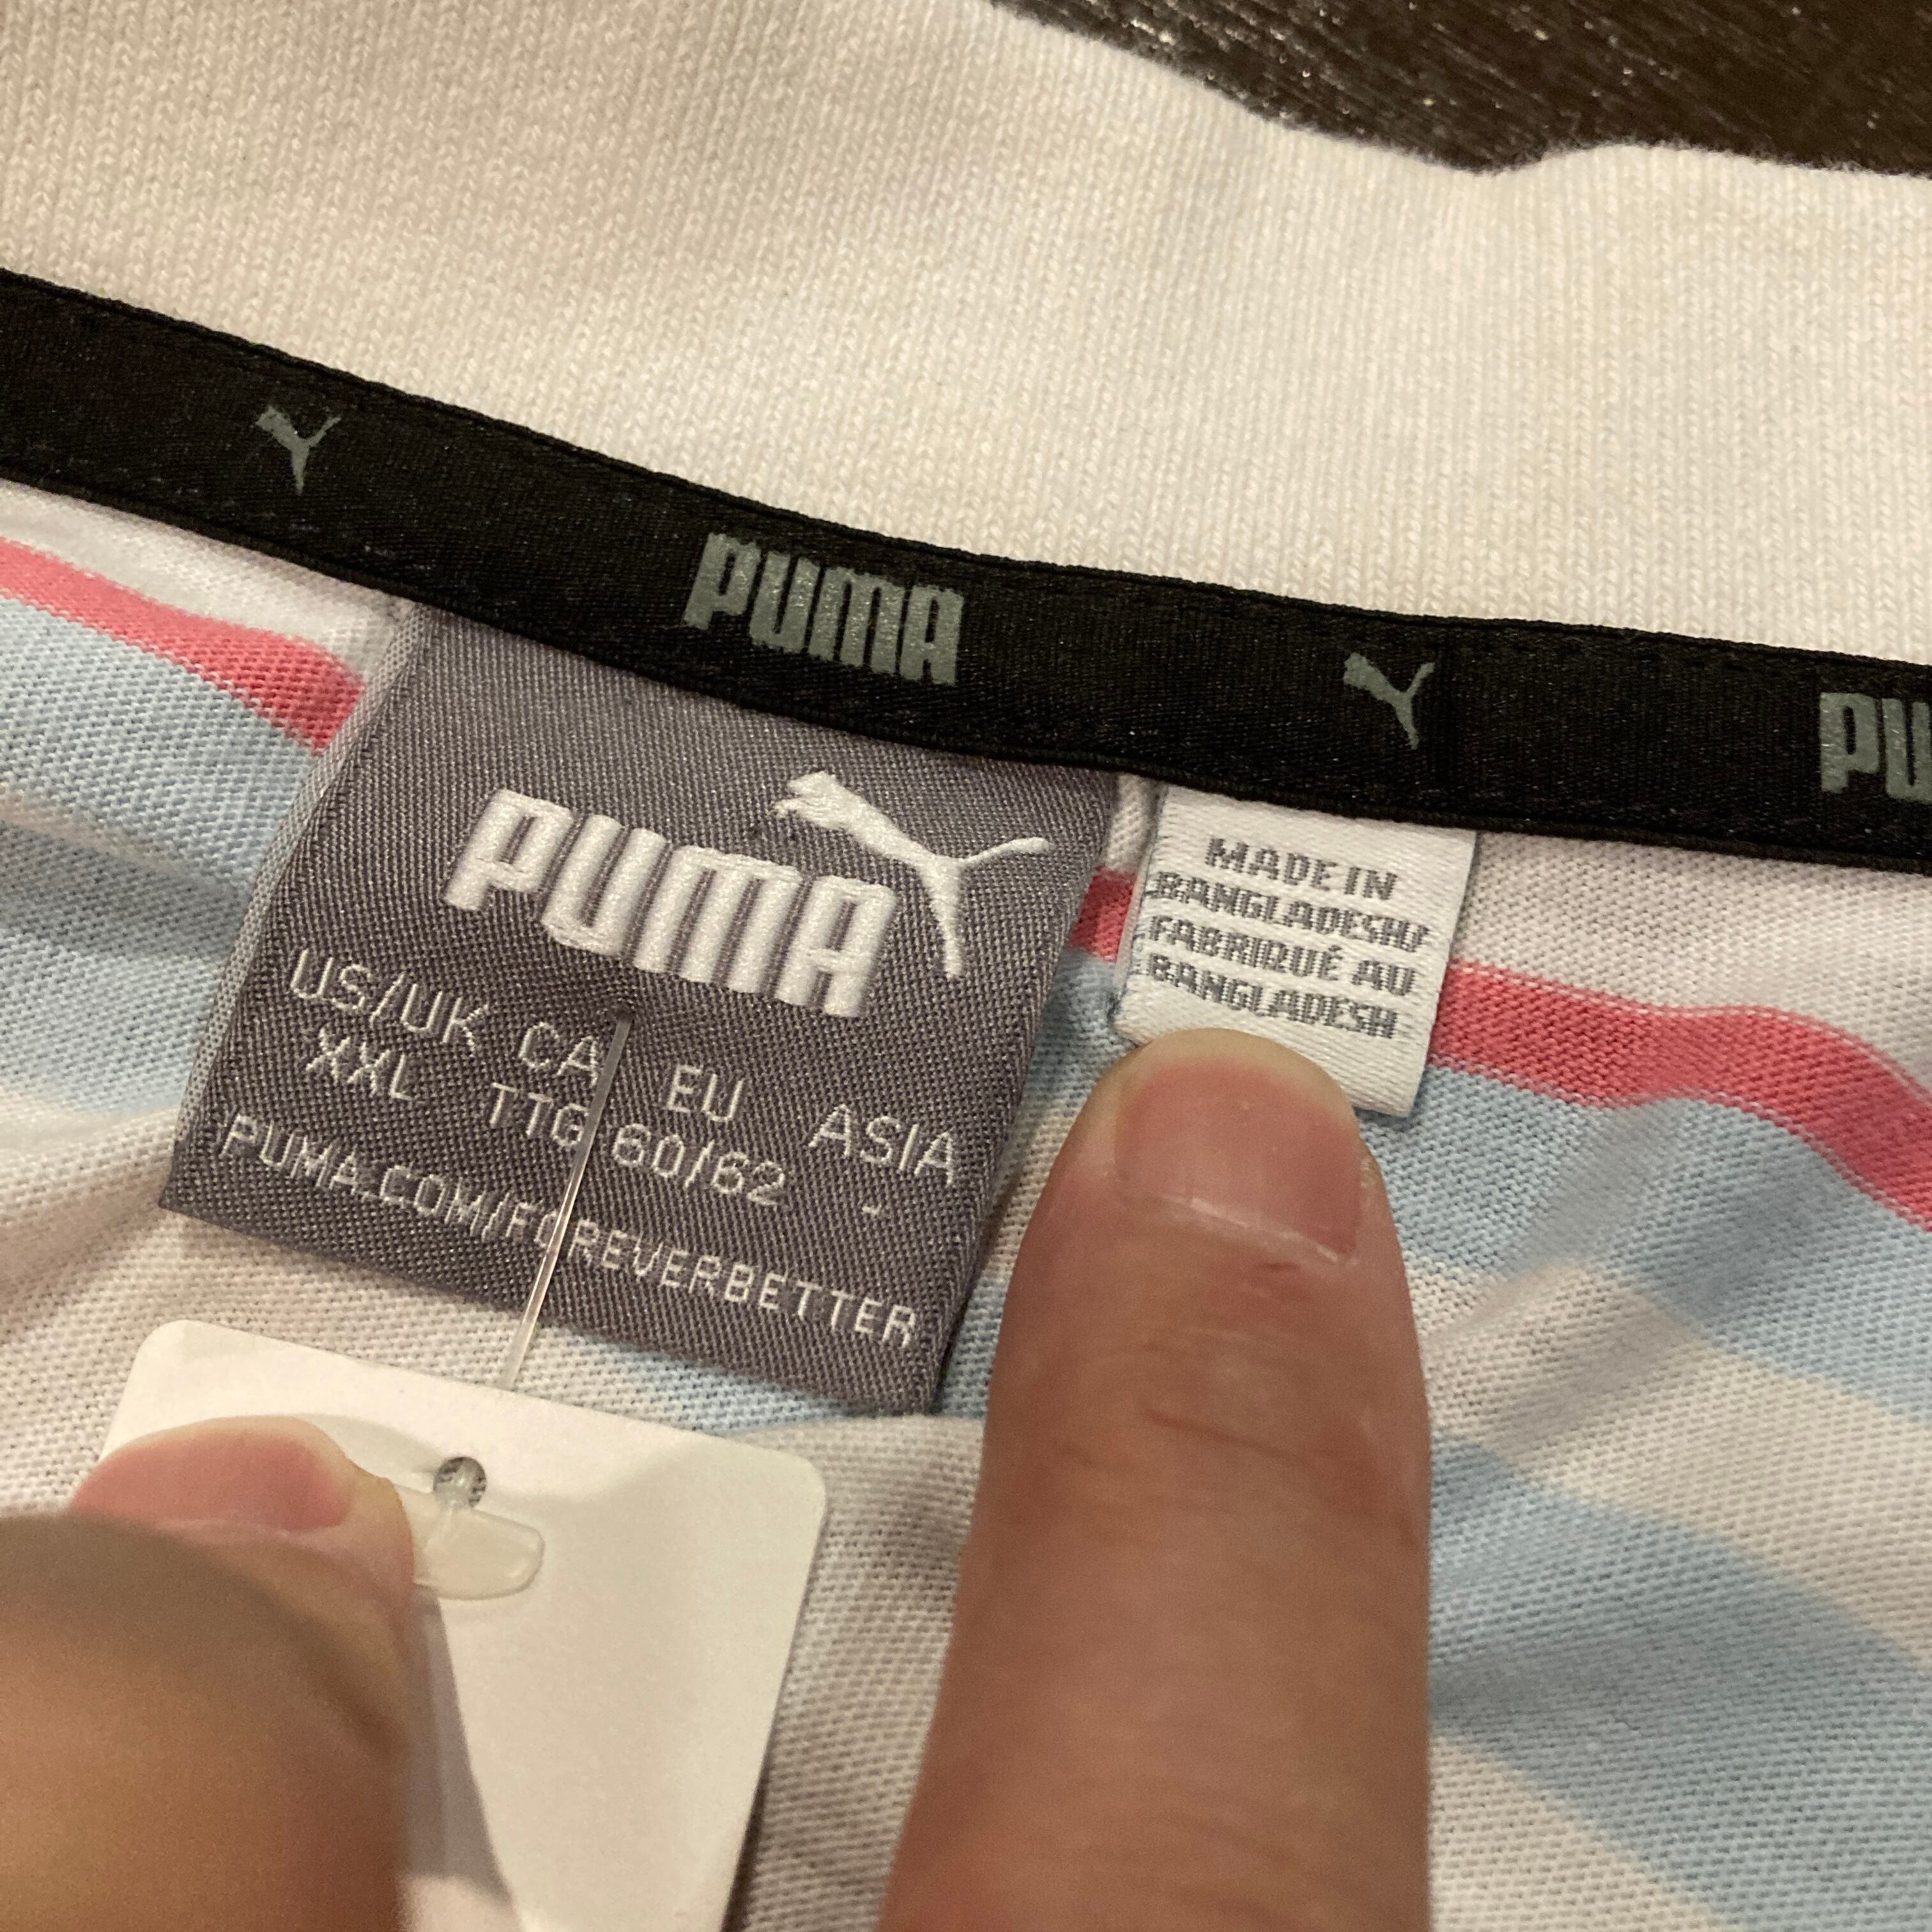 PUMA
PU
PUMA
US/UK CA EU ASIA
XXL TTG 60/62 -
PUMA.COM/FOREVERBETTER
MADE IN
BANGLADESH/
FABRIQUÉ AU
BANGLADESH